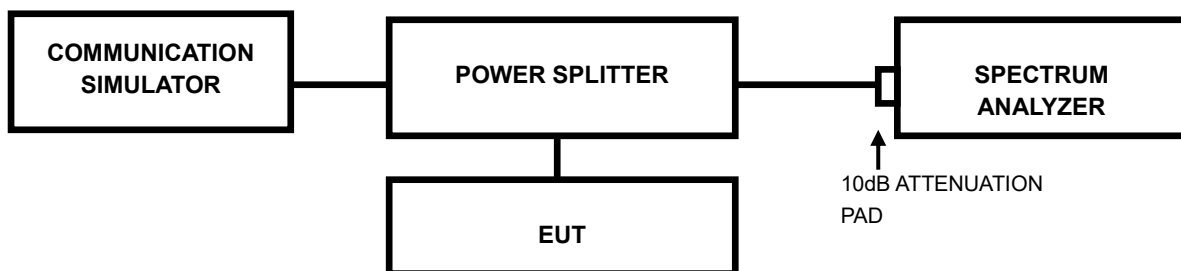 COMMUNICATION
SIMULATOR
POWER SPLITTER
SPECTRUM
ANALYZER
10dB ATTENUATION
PAD
EUT